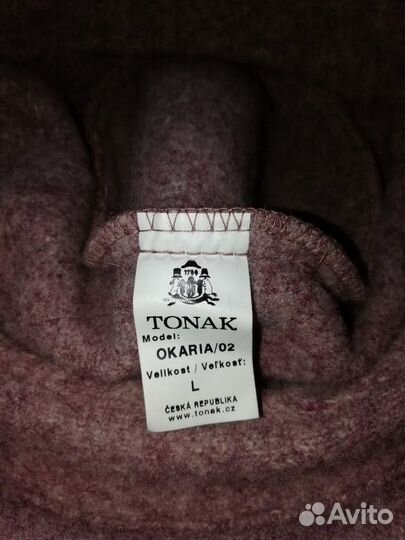 1799
TONAK
Model:
OKARIA/02
Velikost / Veľkosť:
L
ČESKÁ REPUBLIKA
www.tonak.cz
Avito